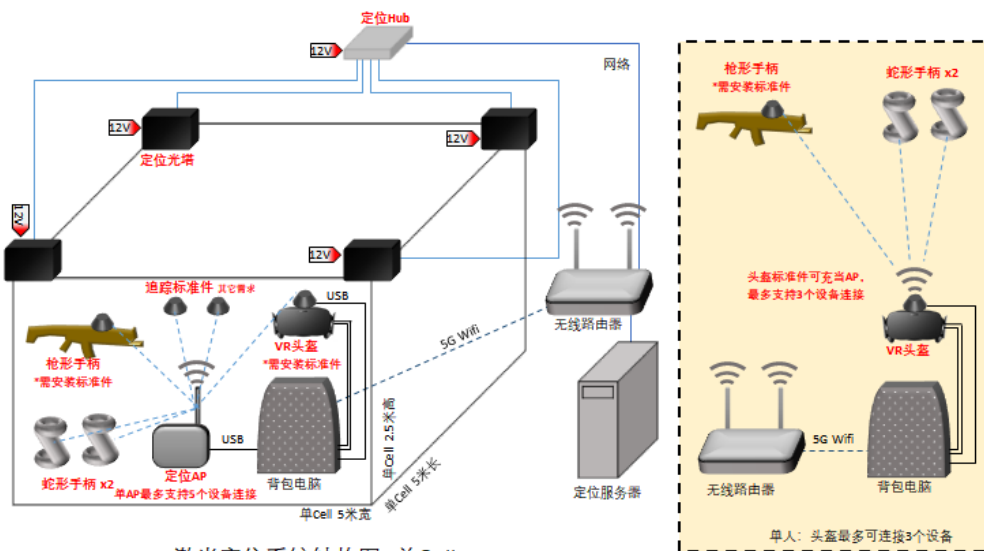 定位Hub
12V
网络
12V
定位光塔
12V
12V
12V
追踪标准件 其它需求
USB
枪形手柄
*需安装标准件
VR头盔
*需安装标准件
5G Wifi
无线路由器
蛇形手柄 x2
USB
定位AP
单AP最多支持5个设备连接
背包电脑
单Cell 2.5米高
单Cell 5米长
单Cell 5米宽
定位服务器
枪形手柄
*需安装标准件
蛇形手柄 x2
头盔标准件可充当AP,
最多支持3个设备连接
VR头盔
5G Wifi
无线路由器
背包电脑
单人：头盔最多可连接3个设备